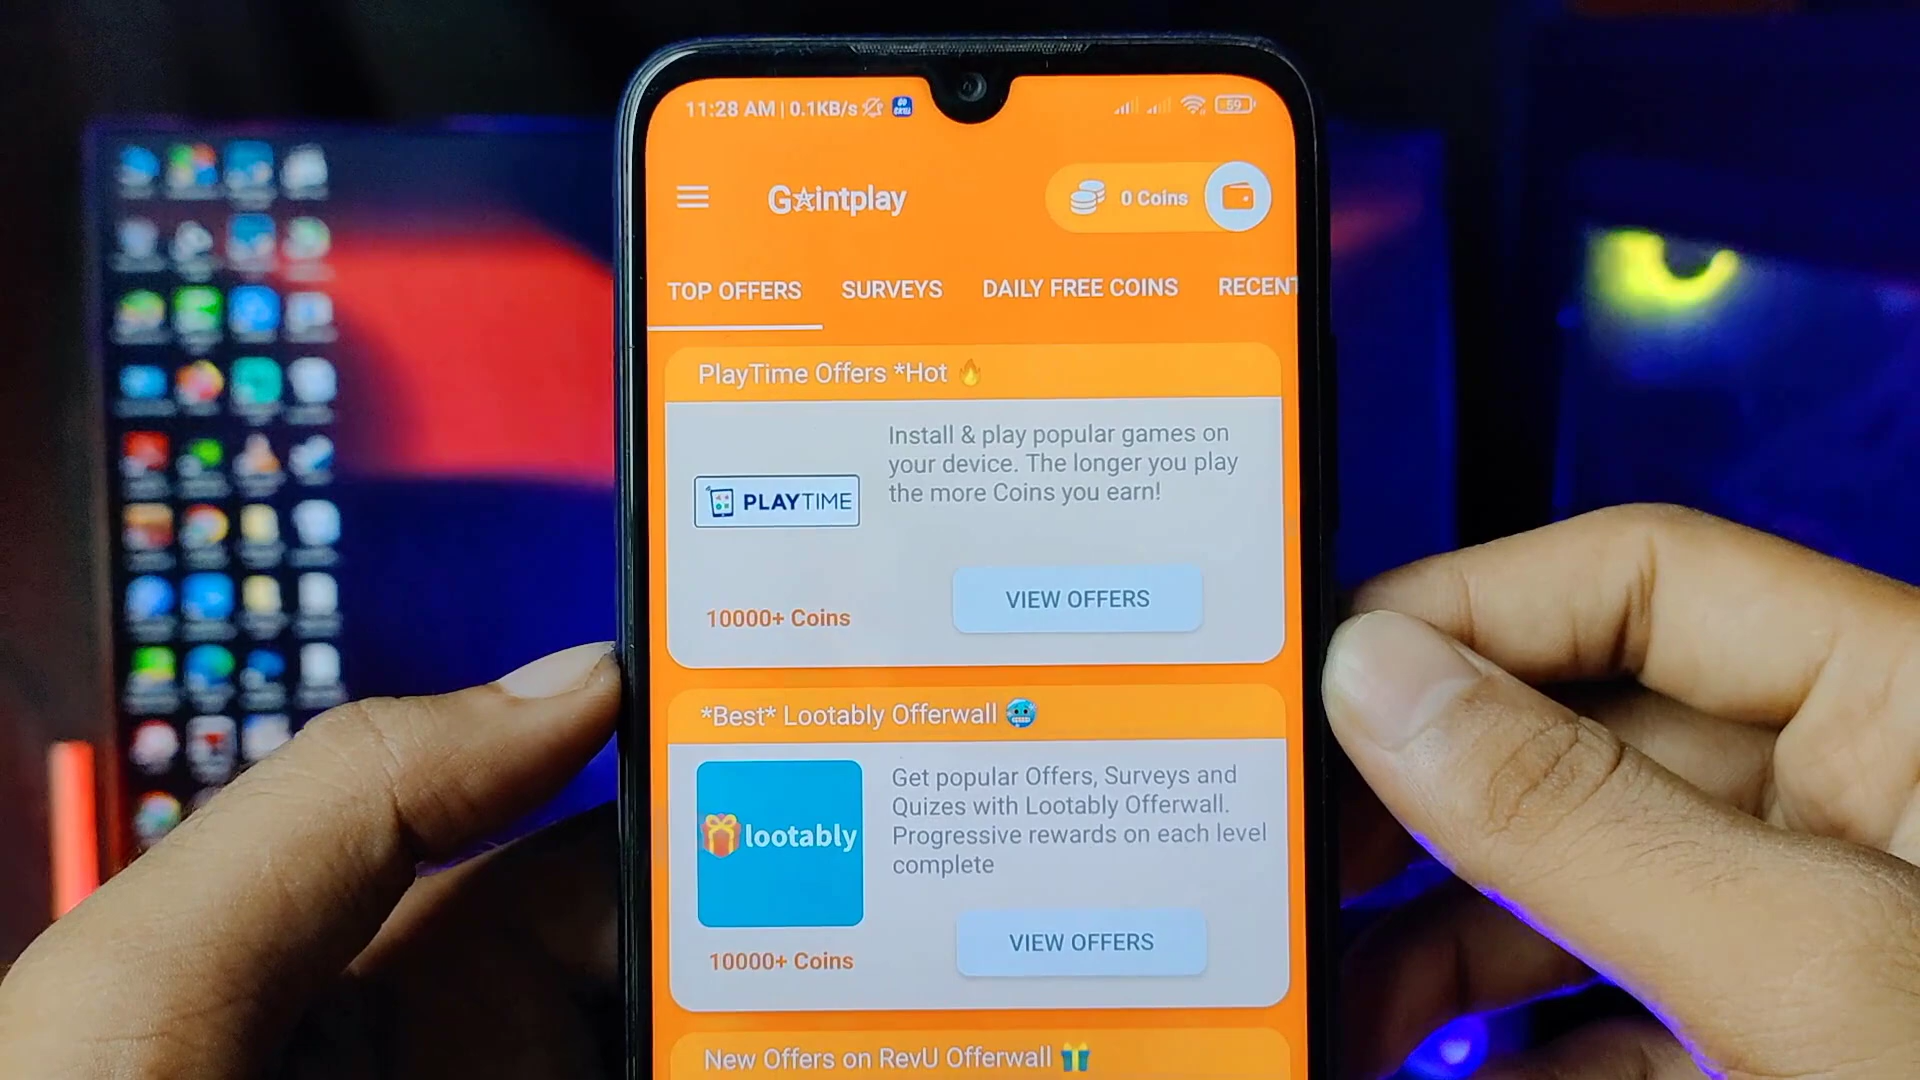 11:28 AM | 0.1KB/s
59
G☆intplay
0 Coins
TOP OFFERS
SURVEYS
DAILY FREE COINS
RECENT
PlayTime Offers *Hot 🔥
Install & play popular games on
your device. The longer you play
the more Coins you earn!
PLAYTIME
10000+ Coins
VIEW OFFERS
*Best* Lootably Offerwall 🥶
Get popular Offers, Surveys and
Quizes with Lootably Offerwall.
Progressive rewards on each level
complete
lootably
10000+ Coins
VIEW OFFERS
New Offers on RevU Offerwall 🎁